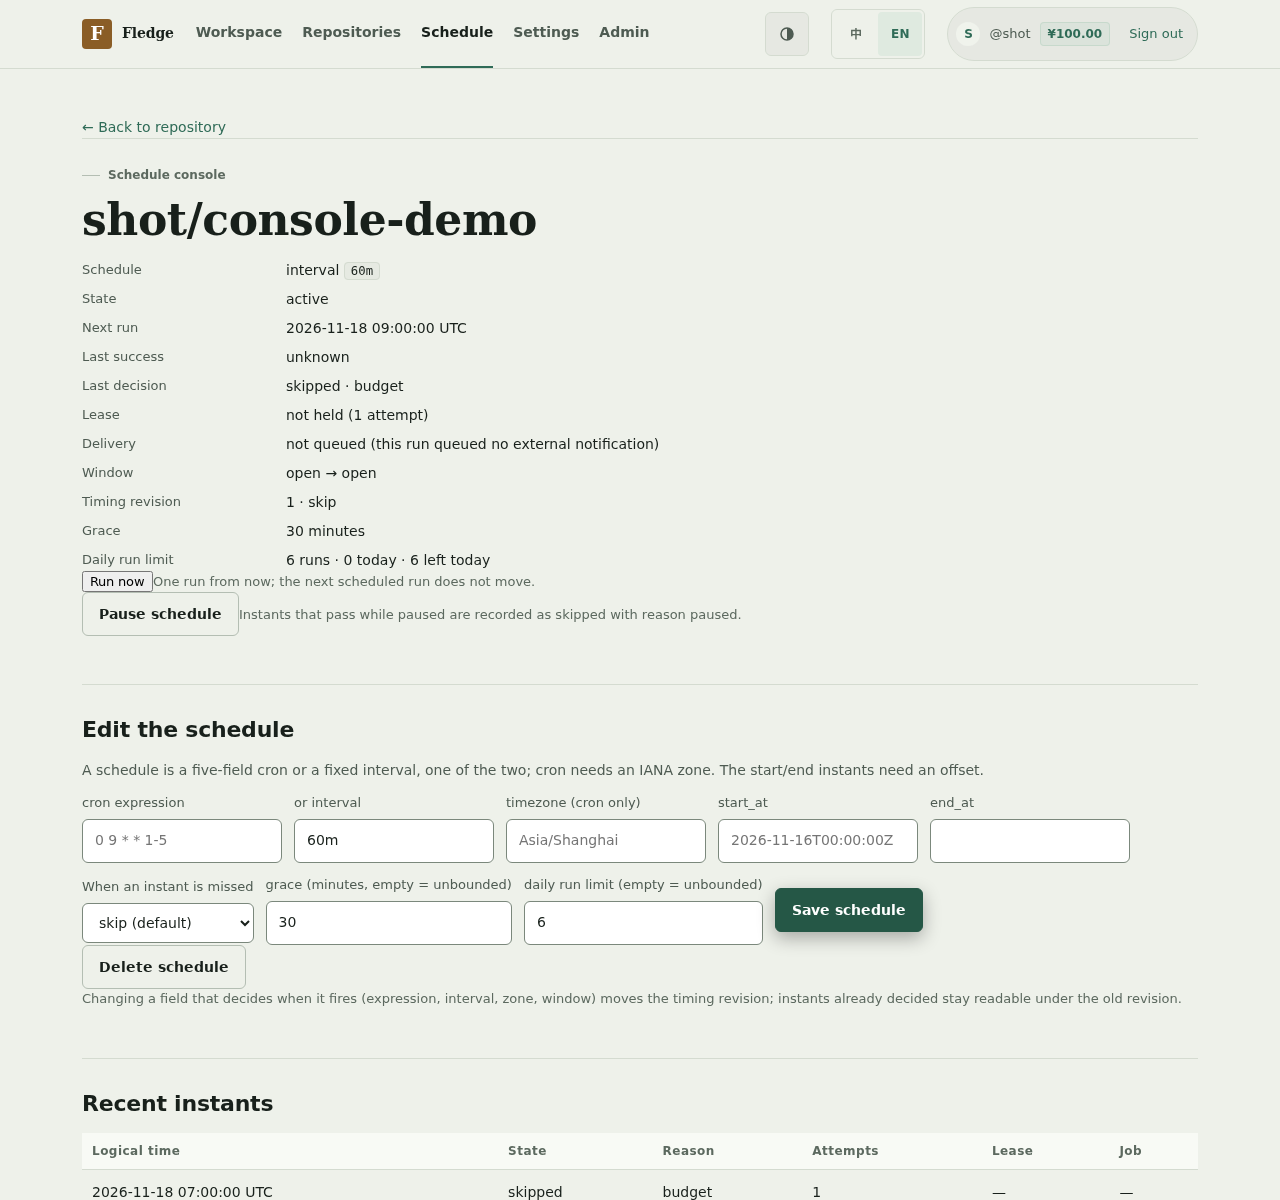 F Fledge Workspace Repositories Schedule Settings Admin 中 EN S @shot ¥100.00 Sign out
← Back to repository
Schedule console
shot/console-demo
Schedule interval 60m
State active
Next run 2026-11-18 09:00:00 UTC
Last success unknown
Last decision skipped · budget
Lease not held (1 attempt)
Delivery not queued (this run queued no external notification)
Window open → open
Timing revision 1 · skip
Grace 30 minutes
Daily run limit 6 runs · 0 today · 6 left today
Run now One run from now; the next scheduled run does not move.
Pause schedule Instants that pass while paused are recorded as skipped with reason paused.
Edit the schedule
A schedule is a five-field cron or a fixed interval, one of the two; cron needs an IANA zone. The start/end instants need an offset.
cron expression or interval timezone (cron only) start_at end_at
0 9 * * 1-5 60m Asia/Shanghai 2026-11-16T00:00:00Z
When an instant is missed grace (minutes, empty = unbounded) daily run limit (empty = unbounded)
skip (default) 30 6 Save schedule
Delete schedule
Changing a field that decides when it fires (expression, interval, zone, window) moves the timing revision; instants already decided stay readable under the old revision.
Recent instants
Logical time State Reason Attempts Lease Job
2026-11-18 07:00:00 UTC skipped budget 1 — —